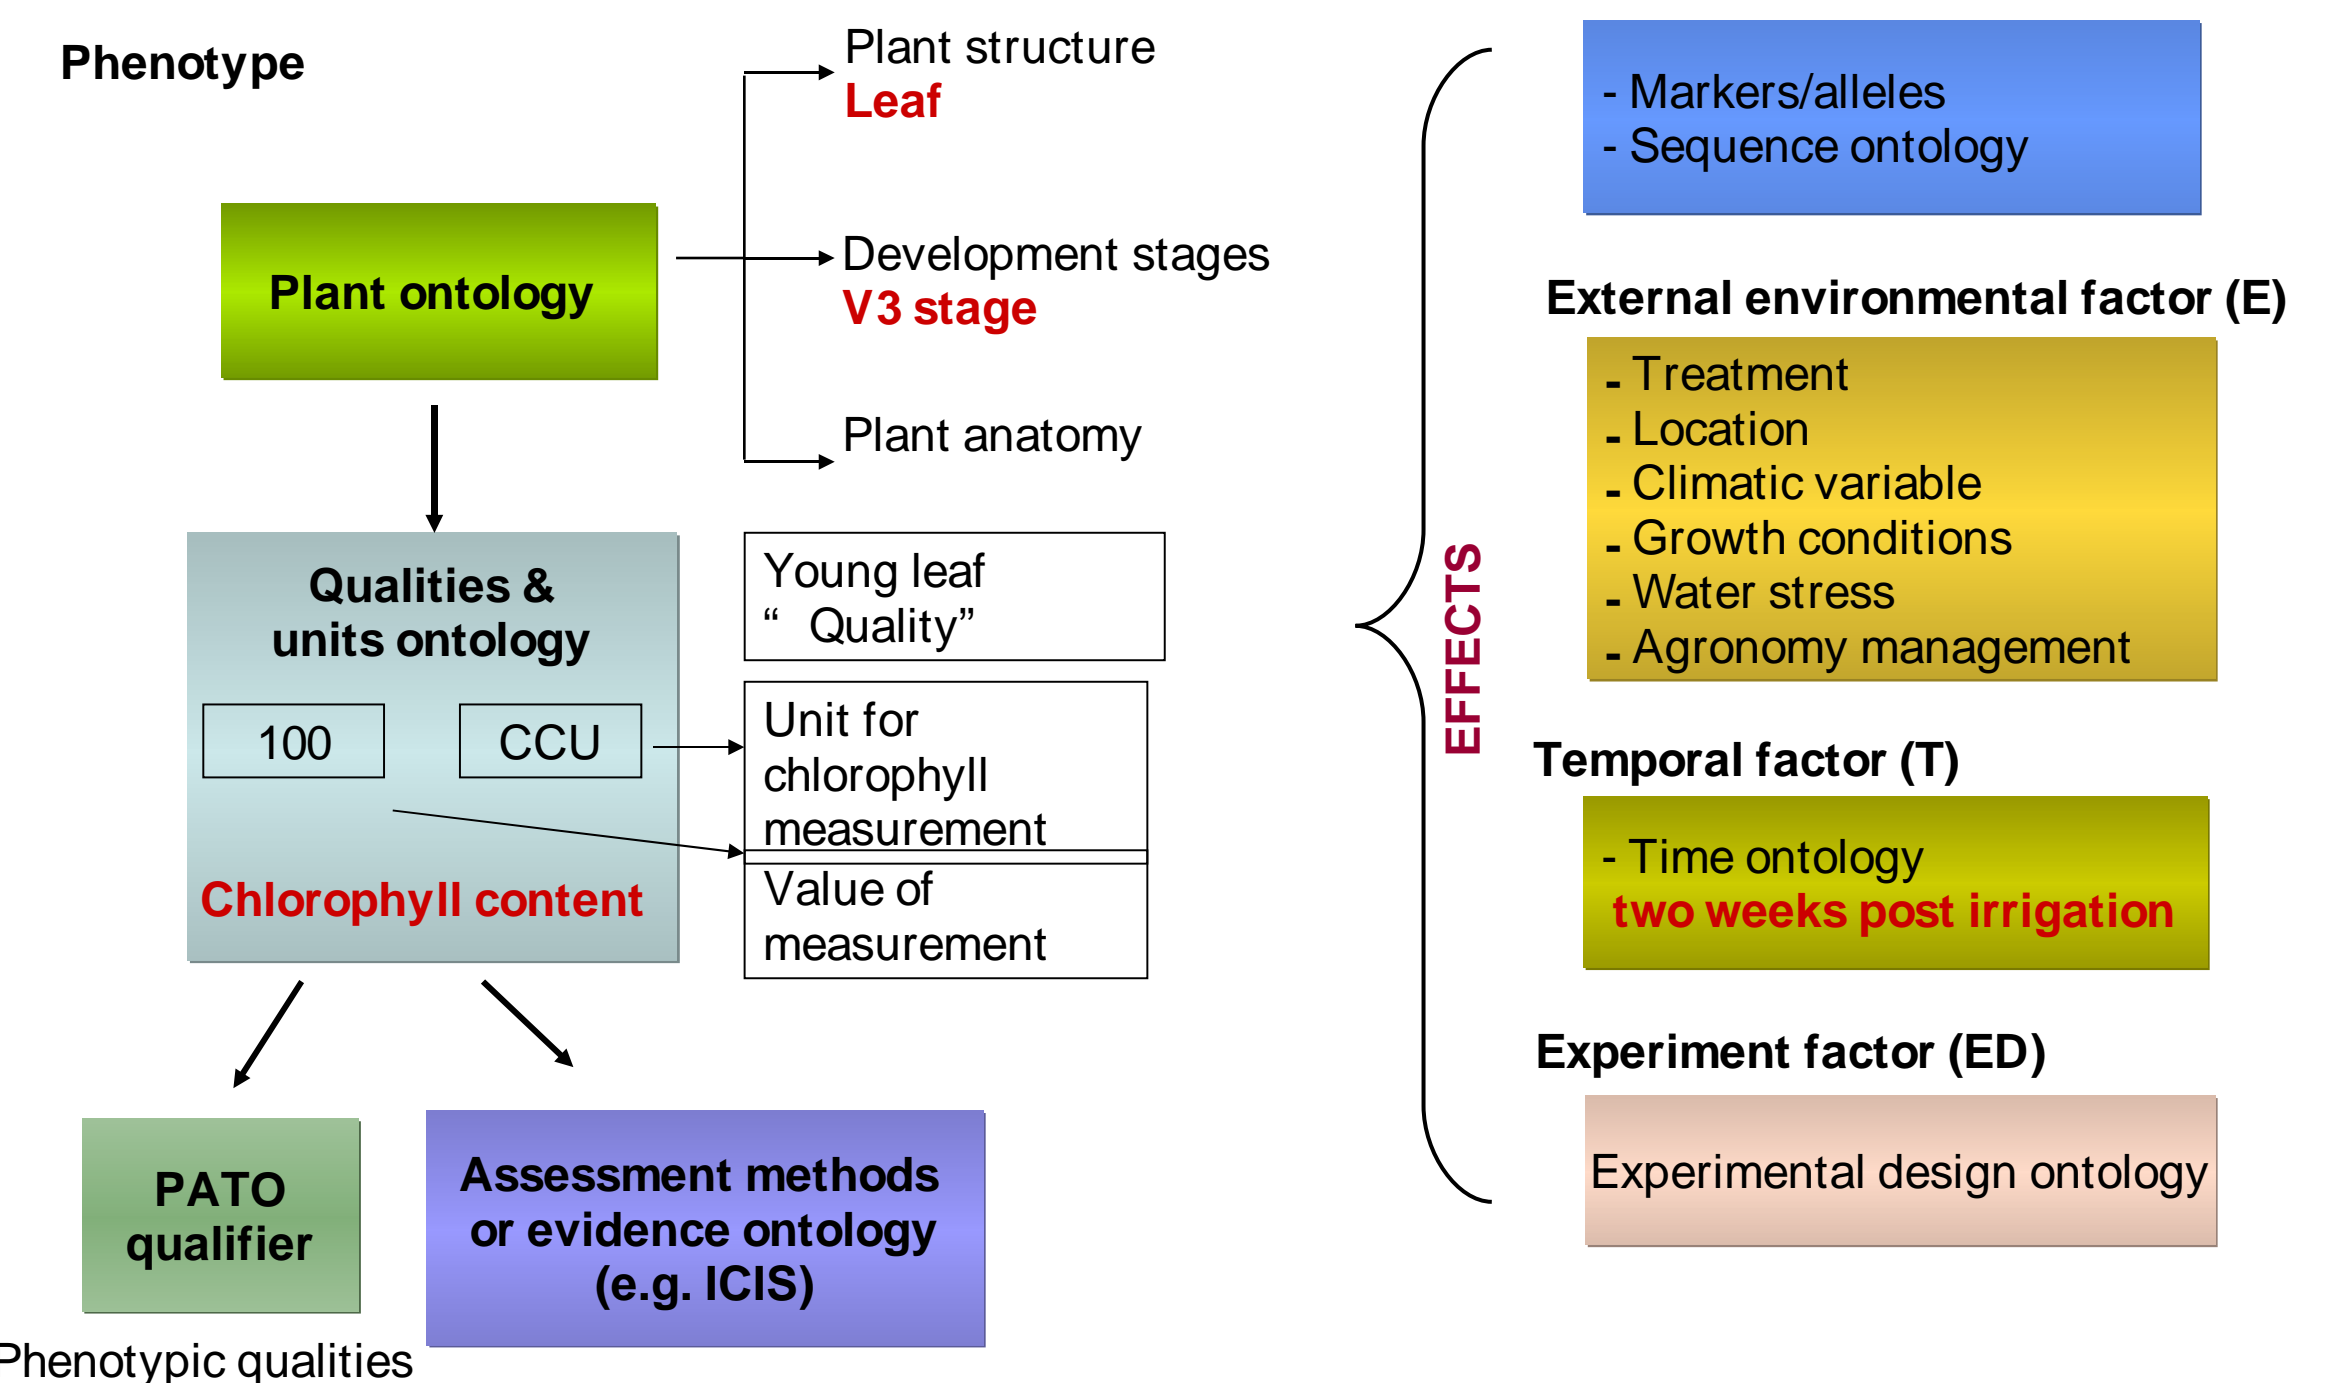 Phenotype
Plant structure
Leaf
Plant ontology
Development stages
V3 stage
Plant anatomy
Qualities &
units ontology
100
CCU
Chlorophyll content
Young leaf
“ Quality”
Unit for
chlorophyll
measurement
Value of
measurement
PATO
qualifier
Phenotypic qualities
Assessment methods
or evidence ontology
(e.g. ICIS)
EFFECTS
- Markers/alleles
- Sequence ontology
External environmental factor (E)
- Treatment
- Location
- Climatic variable
- Growth conditions
- Water stress
- Agronomy management
Temporal factor (T)
- Time ontology
two weeks post irrigation
Experiment factor (ED)
Experimental design ontology